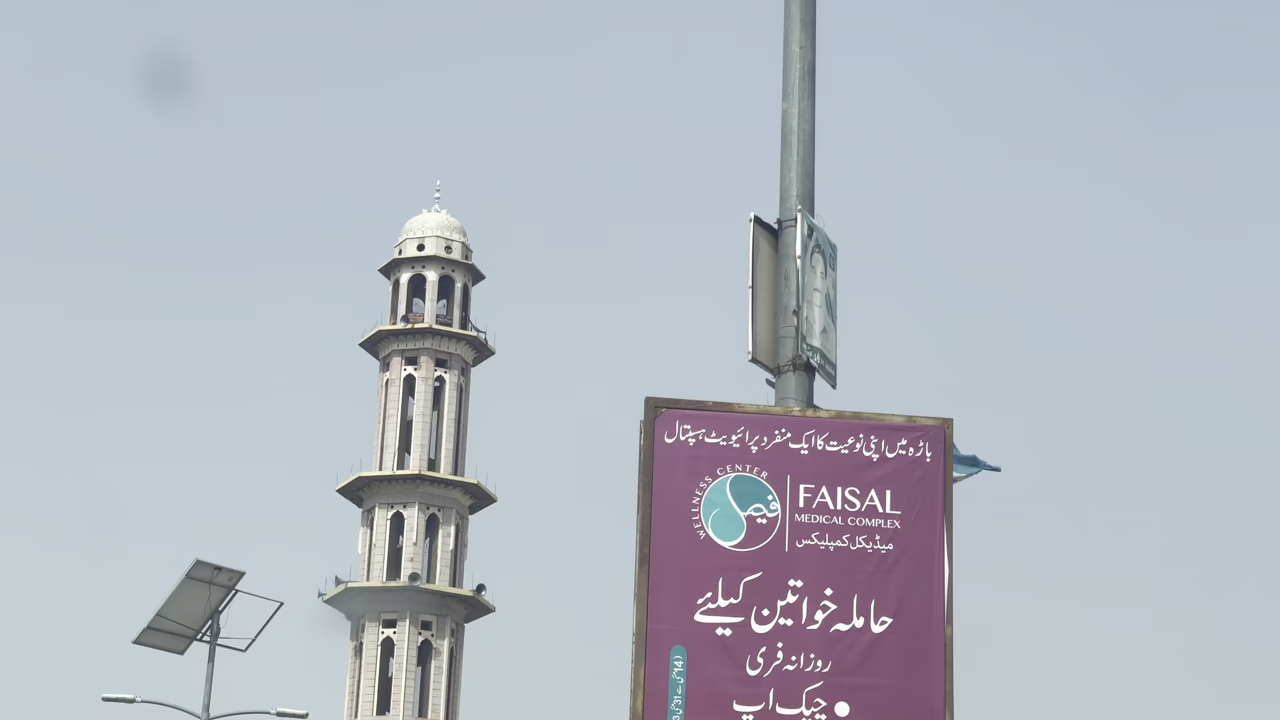 باڑہ میں اپنی نوعیت کا ایک منفرد پرائیویٹ ہسپتال
WELLNESS CENTER
فیصل
FAISAL
MEDICAL COMPLEX
میڈیکل کمپلیکس
حاملہ خواتین کیلئے
روزانہ فری
چیک اپ